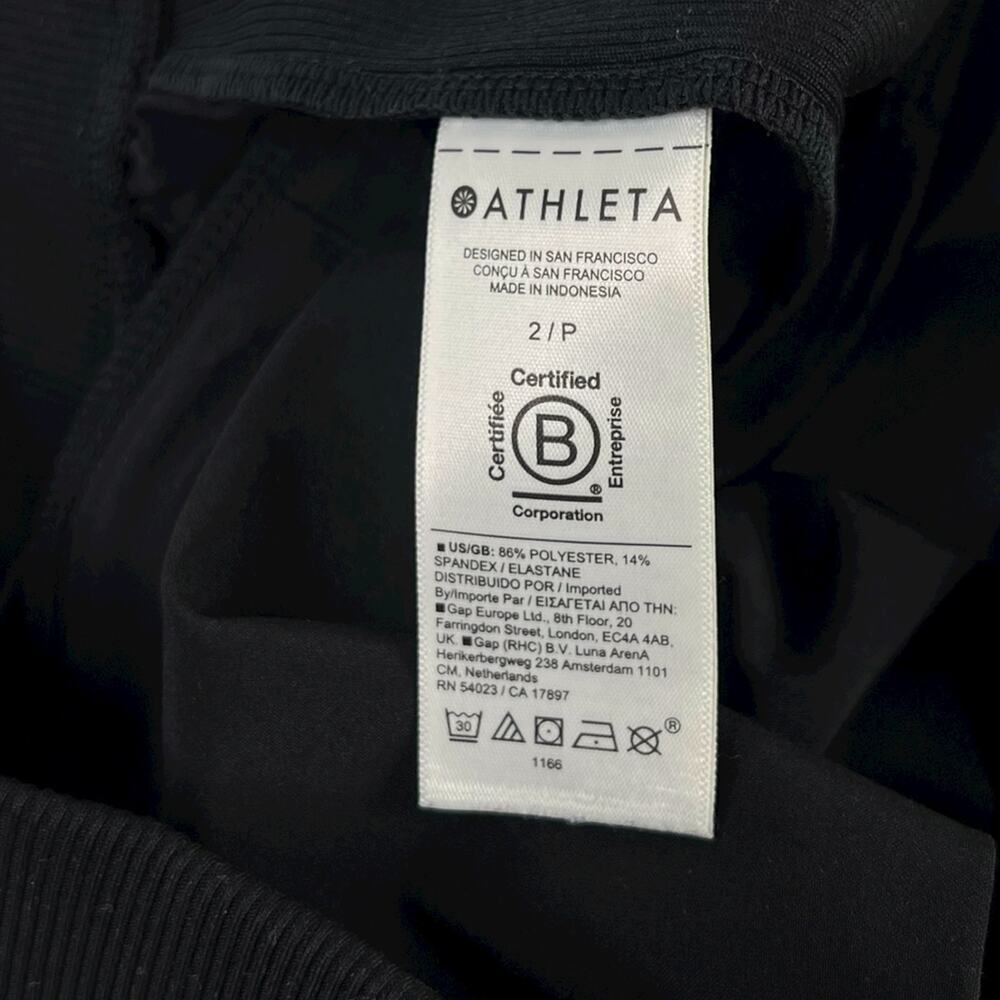 ATHLETA
DESIGNED IN SAN FRANCISCO
CONÇU À SAN FRANCISCO
MADE IN INDONESIA
2 / P
Certified
Certifiée
B
Entreprise
®
Corporation
■ US/GB: 86% POLYESTER, 14%
SPANDEX / ELASTANE
DISTRIBUIDO POR / Imported
By/Importe Par / ΕΙΣΑΓΕΤΑΙ ΑΠΟ ΤΗΝ:
■ Gap Europe Ltd., 8th Floor, 20
Farringdon Street, London, EC4A 4AB,
UK. ■ Gap (RHC) B.V. Luna ArenA
Herikerbergweg 238 Amsterdam 1101
CM, Netherlands
RN 54023 / CA 17897
30
®
1166